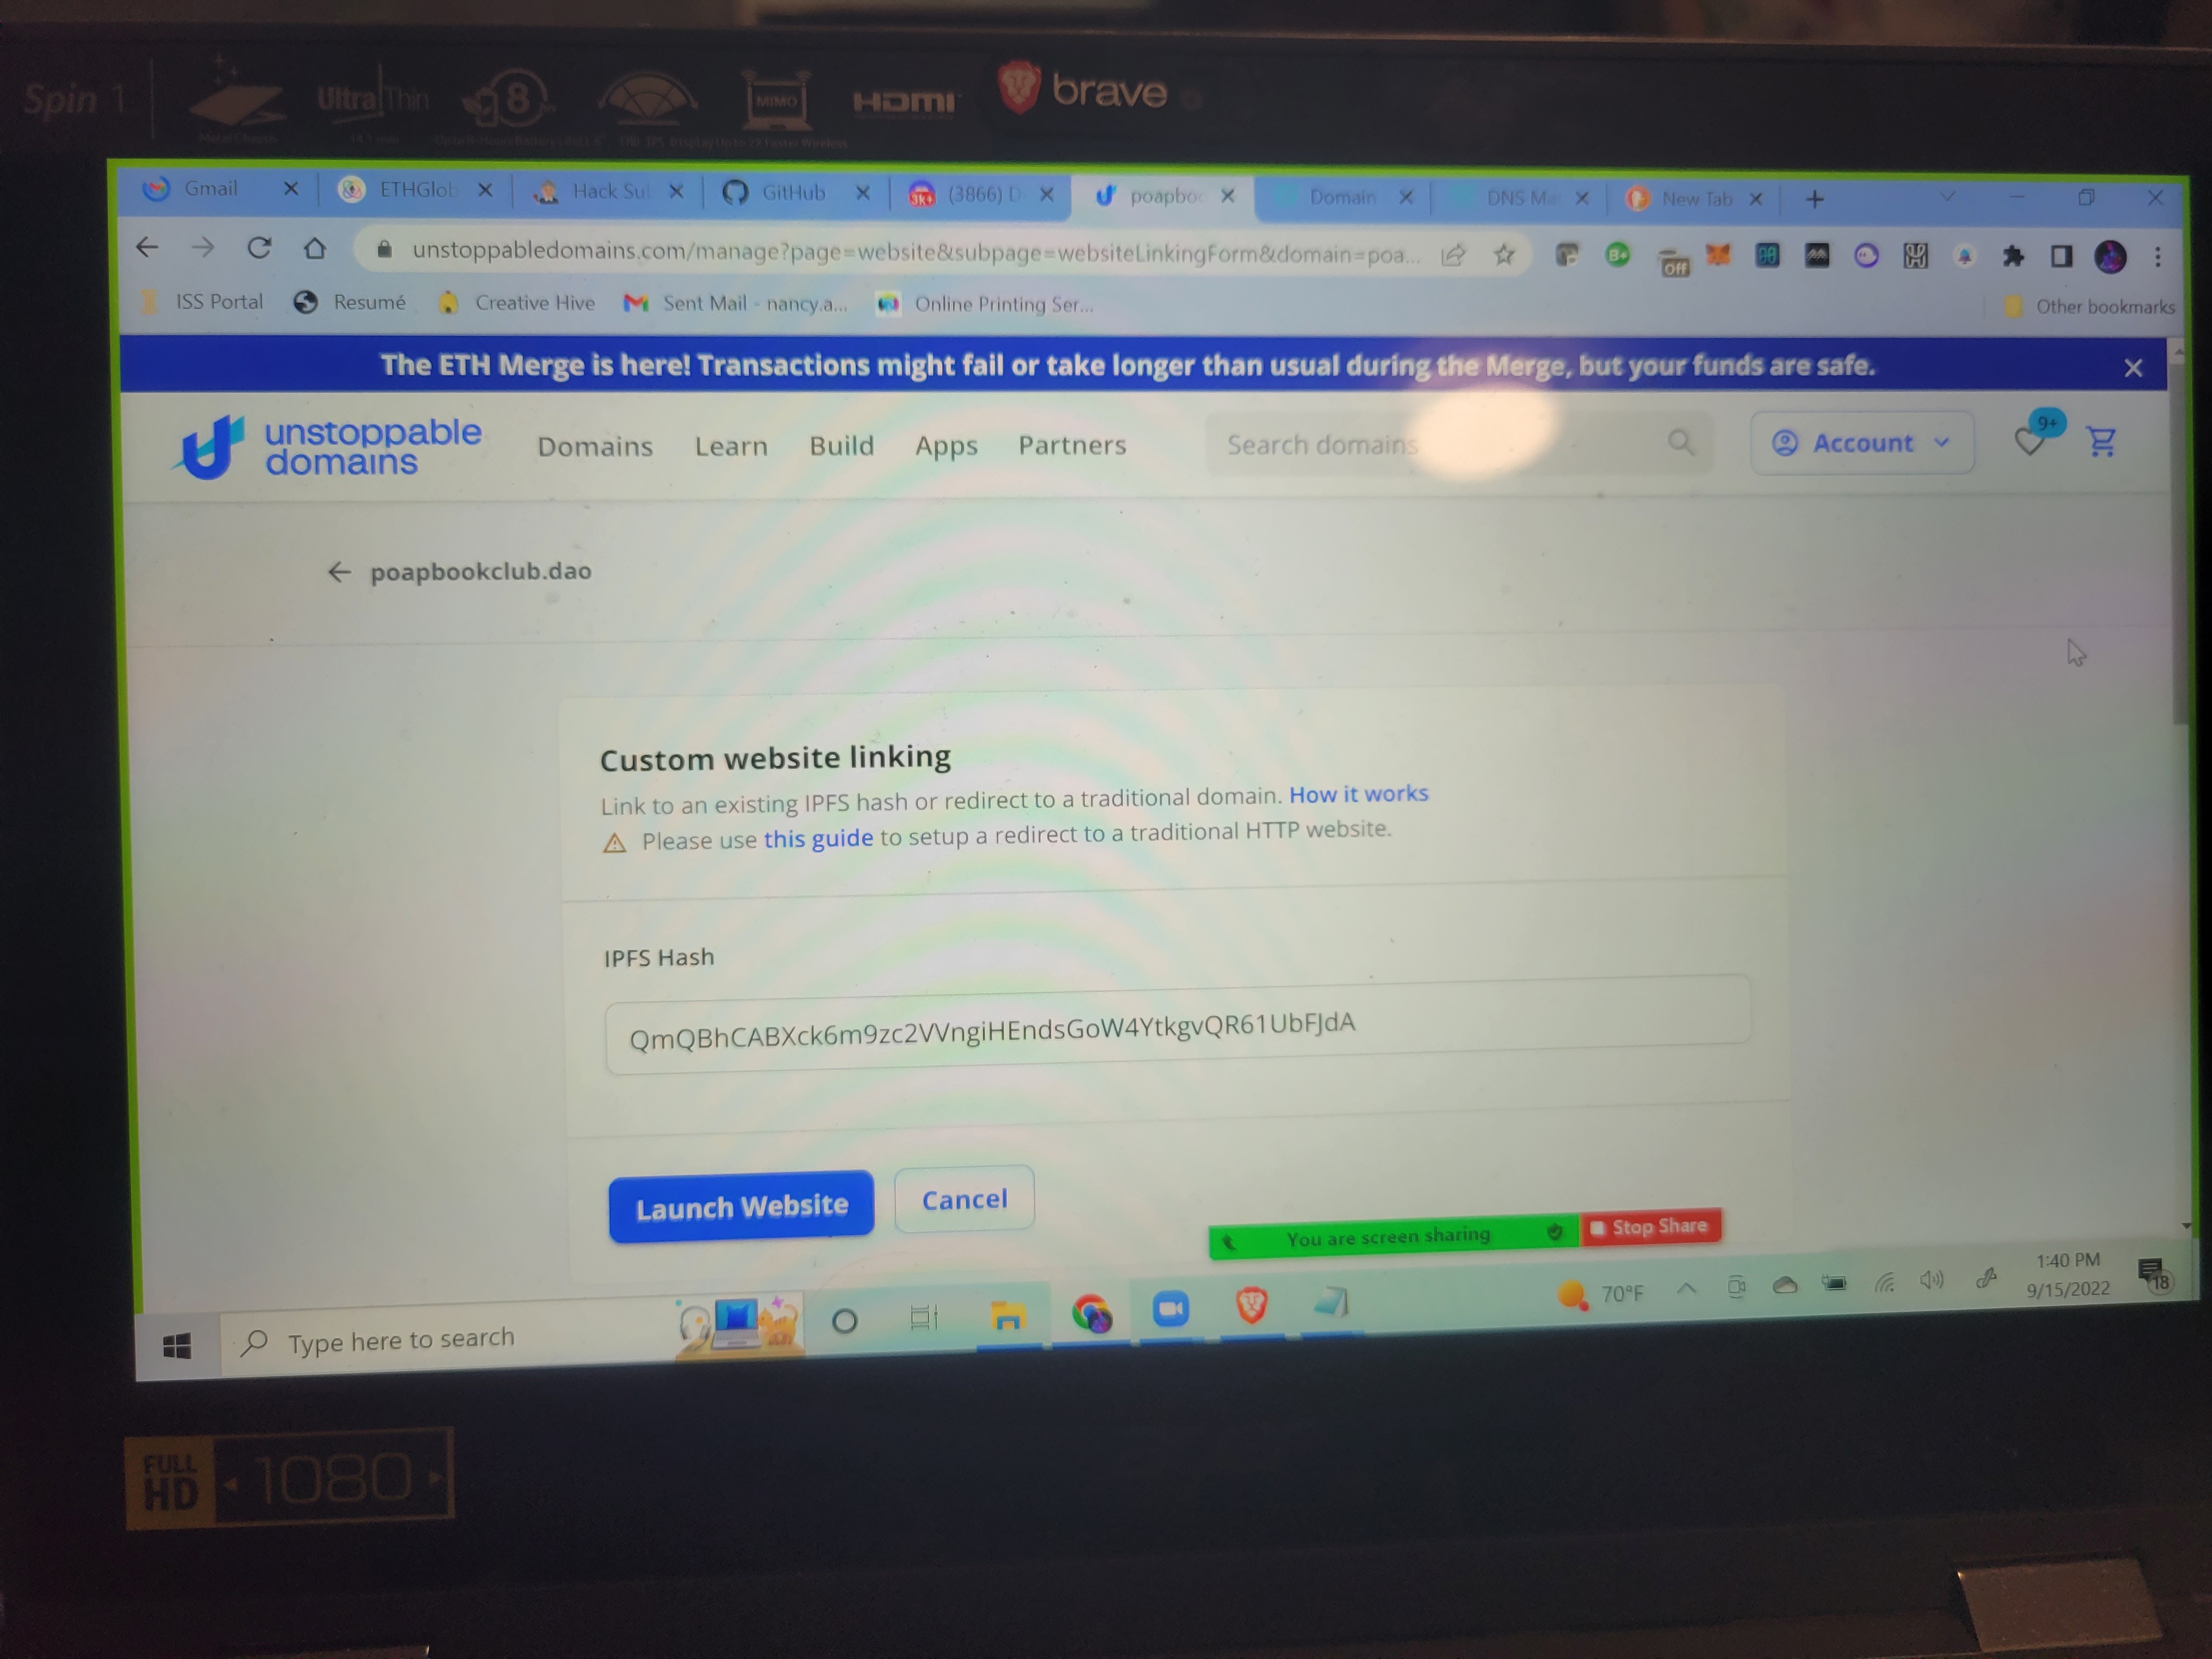 Spin 1
UltraThin
8
MIMO
HDMI
brave
Metal Chassis
Gmail
ETHGlob
Hack Sui
GitHub
(3866) D
poapboc
Domain
DNS Ma
New Tab
unstoppabledomains.com/manage?page=website&subpage=websiteLinkingForm&domain=poa...
Off
ISS Portal
Resumé
Creative Hive
Sent Mail - nancy.a...
Online Printing Ser...
Other bookmarks
The ETH Merge is here! Transactions might fail or take longer than usual during the Merge, but your funds are safe.
unstoppable
domains
Domains
Learn
Build
Apps
Partners
Search domains
Account
9+
poapbookclub.dao
Custom website linking
Link to an existing IPFS hash or redirect to a traditional domain. How it works
Please use this guide to setup a redirect to a traditional HTTP website.
IPFS Hash
QmQBhCABXck6m9zc2VVngiHEndsGoW4YtkgvQR61UbFJdA
Launch Website
Cancel
You are screen sharing
Stop Share
Type here to search
70°F
1:40 PM
9/15/2022
18
FULL
HD
1080